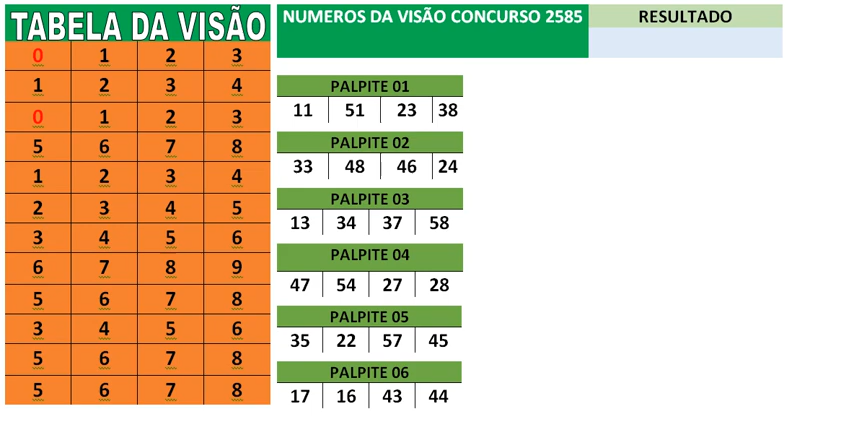 TABELA DA VISÃO
0 1 2 3
1 2 3 4
0 1 2 3
5 6 7 8
1 2 3 4
2 3 4 5
3 4 5 6
6 7 8 9
5 6 7 8
3 4 5 6
5 6 7 8
5 6 7 8
NUMEROS DA VISÃO CONCURSO 2585
RESULTADO
PALPITE 01
11 51 23 38
PALPITE 02
33 48 46 24
PALPITE 03
13 34 37 58
PALPITE 04
47 54 27 28
PALPITE 05
35 22 57 45
PALPITE 06
17 16 43 44